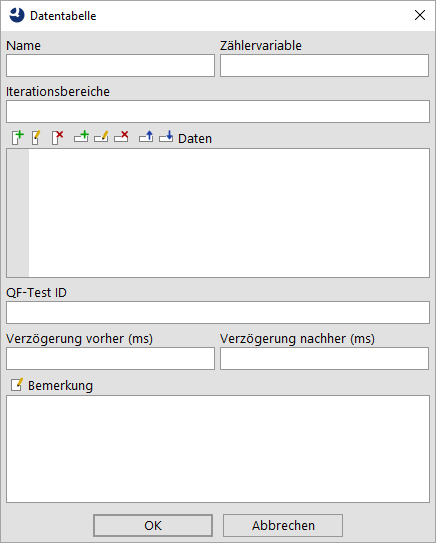 Datentabelle
Name Zählervariable
Iterationsbereiche
Daten
QF-Test ID
Verzögerung vorher (ms) Verzögerung nachher (ms)
Bemerkung
OK Abbrechen